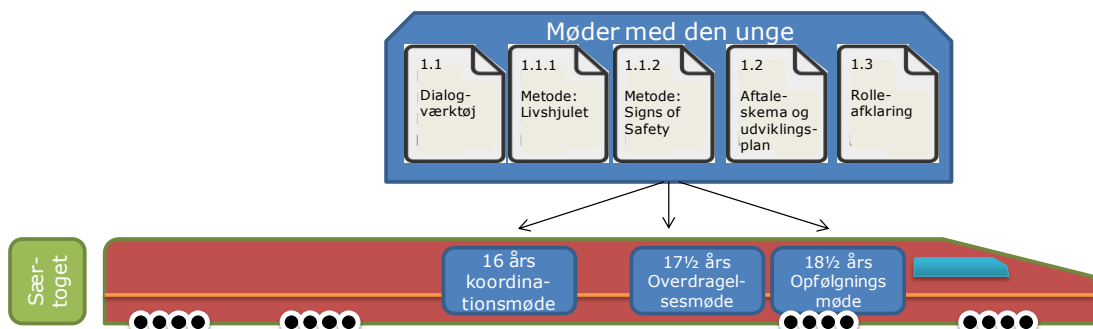 Møder med den unge
1.1
Dialog-
værktøj
1.1.1
Metode:
Livshjulet
1.1.2
Metode:
Signs of
Safety
1.2
Aftale-
skema og
udviklings-
plan
1.3
Rolle-
afklaring
Sær-
toget
16 års
koordina-
tionsmøde
17½ års
Overdragel-
sesmøde
18½ års
Opfølgnings
møde